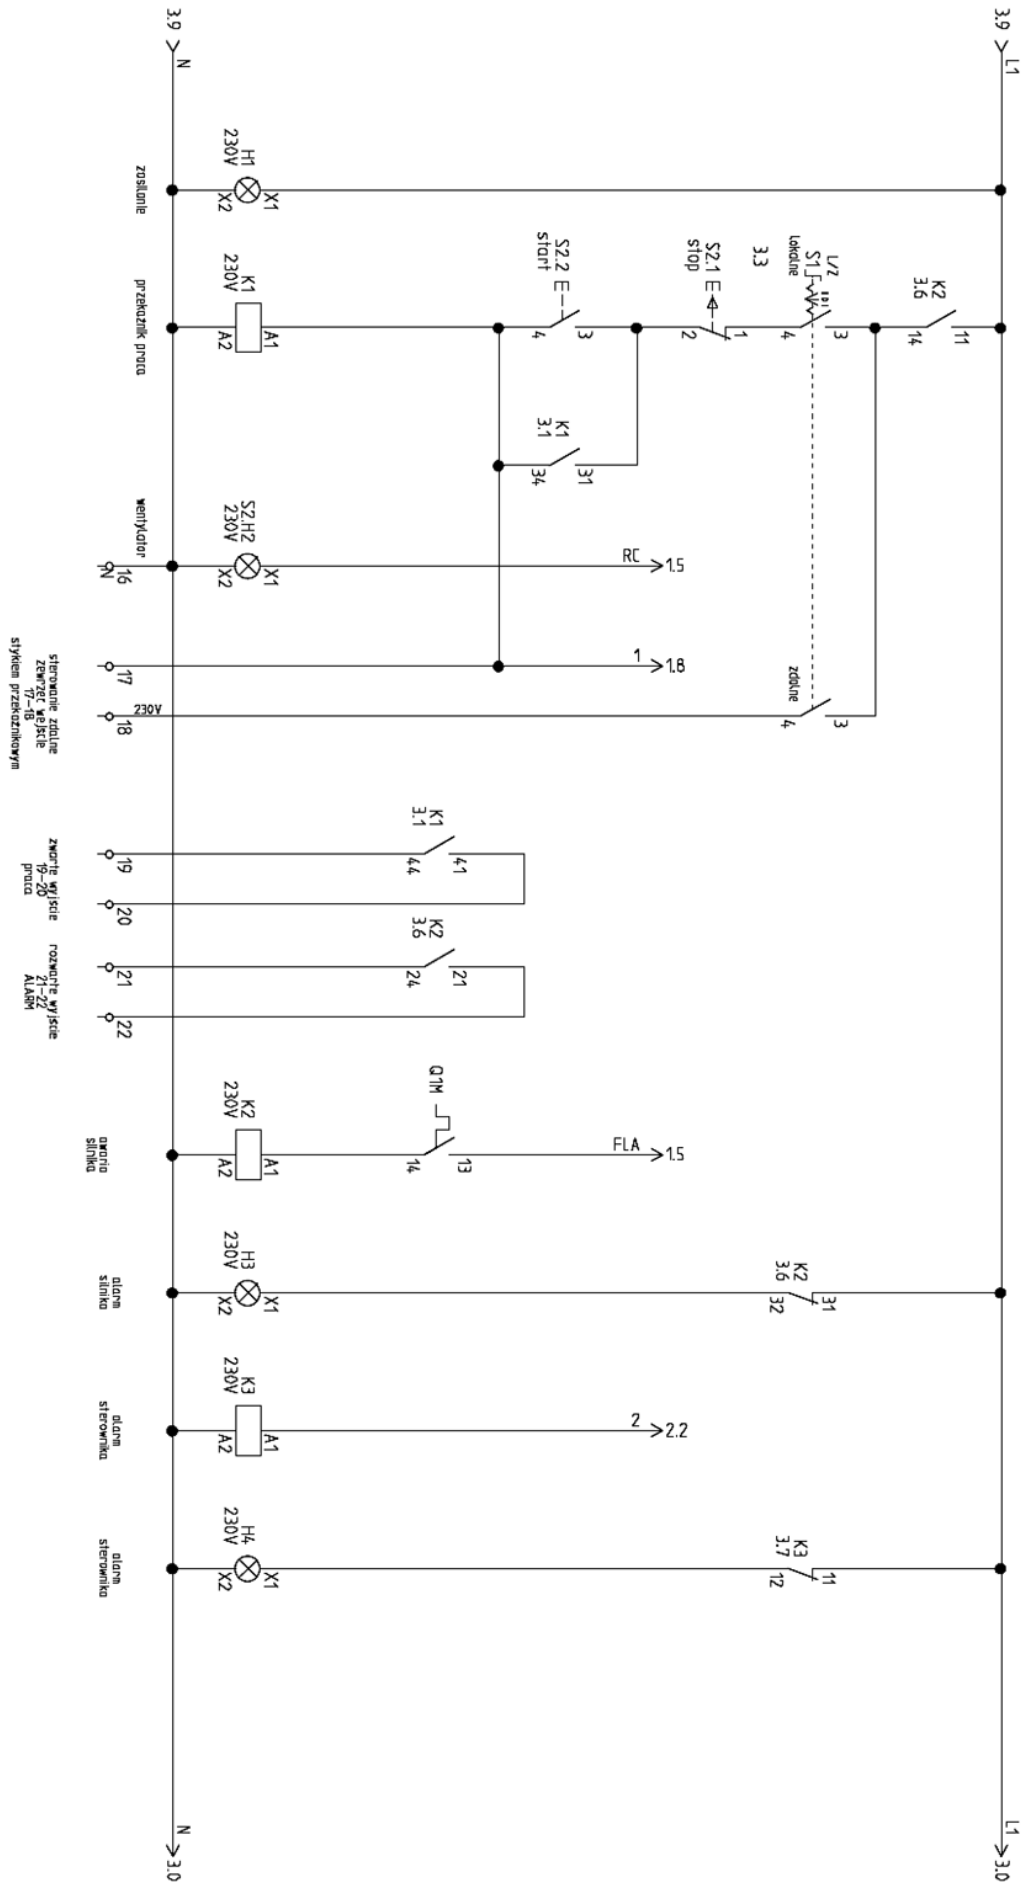 3.9
N
3.9
L1
H1
230V
X2
X1
zasilanie
K1
230V
A2
A1
przekaźnik praca
S2.2
start
4
3
S2.1
stop
2
1
3.3
L/Z
S1
lokalne
4
3
K2
3.6
14
11
K1
3.1
34
31
S2.H2
230V
X2
X1
wentylator
16
N
RC
1.5
17
1
1.8
18
230V
zdalne
4
3
sterowanie zdalne
zewrzeć wejście
17-18
stykiem przekaźnikowym
K1
3.1
44
41
19
20
zwarte wyjście
19-20
praca
K2
3.6
24
21
21
22
rozwarte wyjście
21-22
ALARM
K2
230V
A2
A1
Q1M
14
13
FLA
1.5
awaria
silnika
H3
230V
X2
X1
K2
3.6
32
31
alarm
silnika
K3
230V
A2
A1
2
2.2
alarm
sterownika
H4
230V
X2
X1
K3
3.7
12
11
alarm
sterownika
N
3.0
L1
3.0